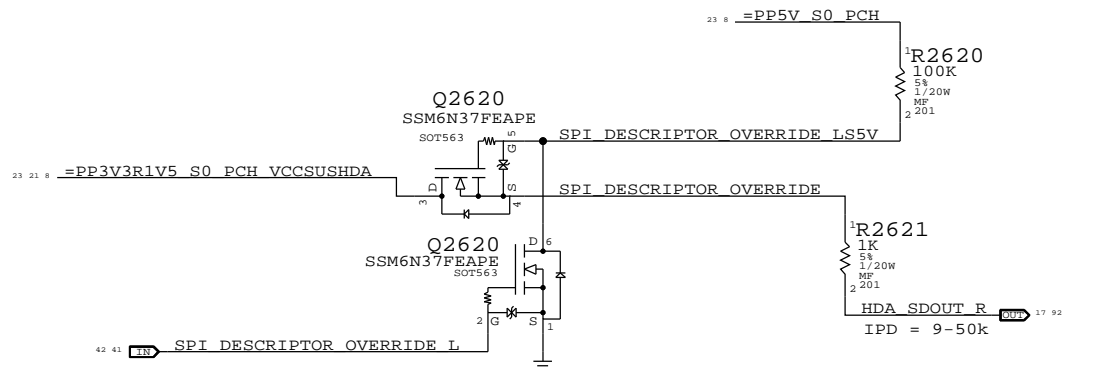 23 8 =PP5V_S0_PCH
1
R2620
100K
5%
1/20W
MF
201
2
Q2620
SSM6N37FEAPE
SOT563
G 5
SPI_DESCRIPTOR_OVERRIDE_LS5V
23 21 8 =PP3V3R1V5_S0_PCH_VCCSUSHDA
D
3
S
4
SPI_DESCRIPTOR_OVERRIDE
1
R2621
1K
5%
1/20W
MF
201
2
Q2620
SSM6N37FEAPE
SOT563
D 6
2 G S 1
HDA_SDOUT_R OUT 17 92
IPD = 9-50k
42 41 IN SPI_DESCRIPTOR_OVERRIDE_L